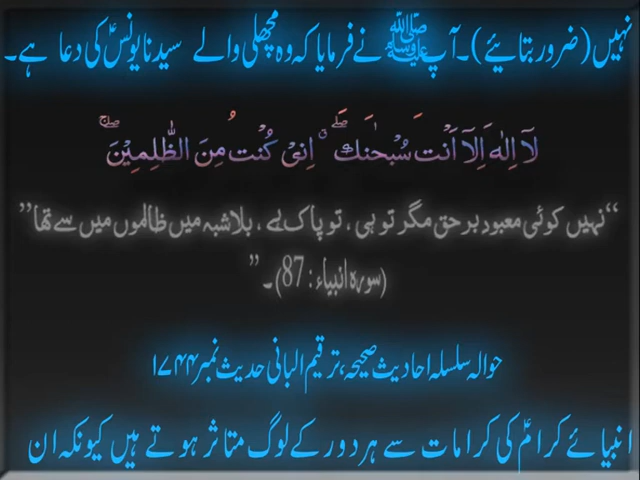 نہیں (ضرور بتائیے)۔ آپ ﷺ نے فرمایا کہ وہ مچھلی والے سیدنا یونسؑ کی دعا ہے۔
لَآ اِلٰهَ اِلَّآ اَنْتَ سُبْحٰنَكَ ۖ اِنِّىْ كُنْتُ مِنَ الظّٰلِمِيْنَ ۖۚ
“نہیں کوئی معبود برحق مگر تو ہی، تو پاک ہے، بلاشبہ میں ظالموں میں سے تھا”
(سورہ انبیاء: 87)۔ ”
حوالہ سلسلہ احادیث صحیحہ، ترقیم البانی حدیث نمبر ۱۷۴۴
انبیائے کرامؑ کی کرامات سے ہر دور کے لوگ متاثر ہوتے ہیں کیونکہ ان